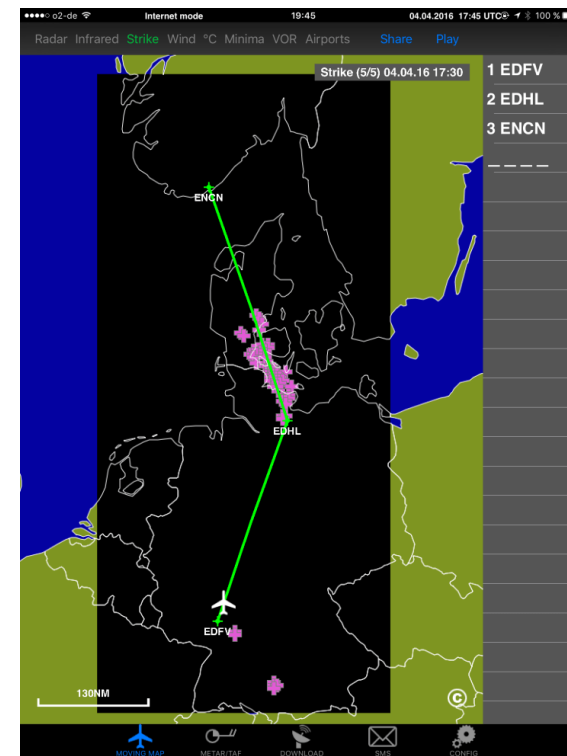 o2-de Internet mode 19:45 04.04.2016 17:45 UTC 100 %
Radar Infrared Strike Wind °C Minima VOR Airports Share Play
Strike (5/5) 04.04.16 17:30
1 EDFV
2 EDHL
3 ENCN
_ _ _ _
ENCN
EDHL
EDFV
130NM
©
MOVING MAP METAR/TAF DOWNLOAD SMS CONFIG